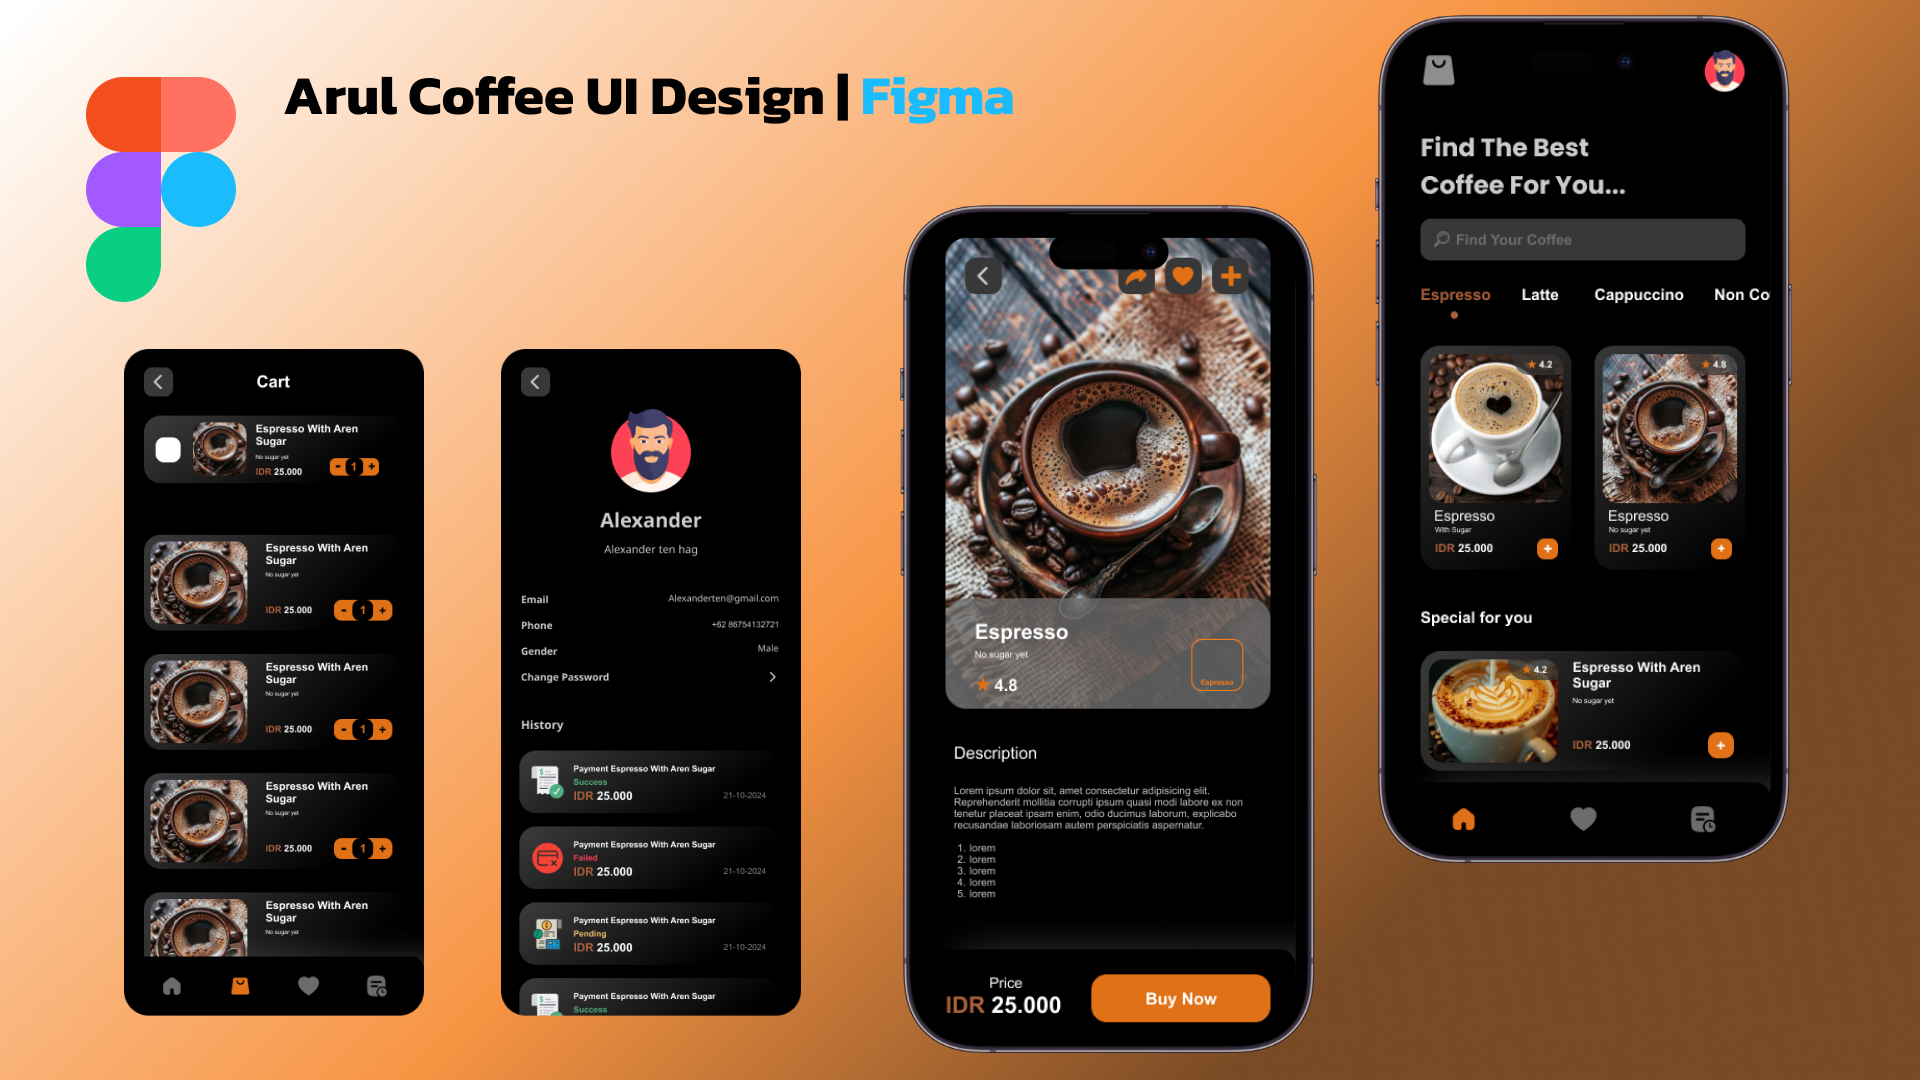 Arul Coffee UI Design | Figma
Cart
Espresso With Aren
Sugar
No sugar yet
IDR 25.000
- 1 +
Espresso With Aren
Sugar
No sugar yet
IDR 25.000
- 1 +
Espresso With Aren
Sugar
No sugar yet
IDR 25.000
- 1 +
Espresso With Aren
Sugar
No sugar yet
IDR 25.000
- 1 +
Espresso With Aren
Sugar
No sugar yet
Alexander
Alexander ten hag
Email Alexanderten@gmail.com
Phone +62 86754132721
Gender Male
Change Password
History
Payment Espresso With Aren Sugar
Success
IDR 25.000 21-10-2024
Payment Espresso With Aren Sugar
Failed
IDR 25.000 21-10-2024
Payment Espresso With Aren Sugar
Pending
IDR 25.000 21-10-2024
Payment Espresso With Aren Sugar
Success
Espresso
No sugar yet
4.8
Espresso
Description
Lorem ipsum dolor sit, amet consectetur adipisicing elit.
Reprehenderit mollitia corrupti ipsum quasi modi labore ex non
tenetur placeat ipsam enim, odio ducimus laborum, explicabo
recusandae laboriosam autem perspiciatis aspernatur.
1. lorem
2. lorem
3. lorem
4. lorem
5. lorem
Price
IDR 25.000
Buy Now
Find The Best
Coffee For You...
Find Your Coffee
Espresso Latte Cappuccino Non Co
4.2
Espresso
With Sugar
IDR 25.000
+
4.8
Espresso
No sugar yet
IDR 25.000
+
Special for you
4.2
Espresso With Aren
Sugar
No sugar yet
IDR 25.000
+